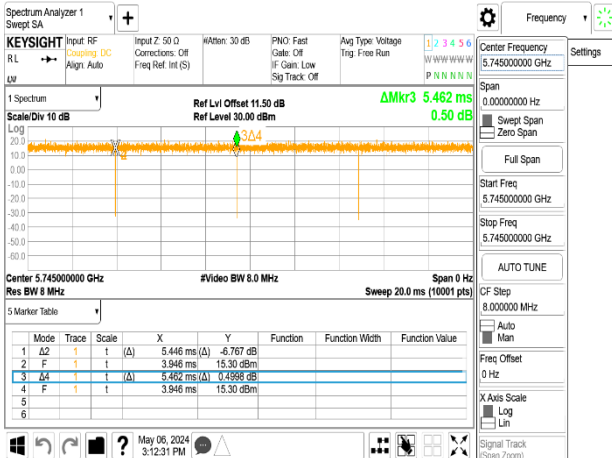 Spectrum Analyzer 1
Swept SA
Frequency
KEYSIGHT Input: RF Input Z: 50 Ω #Atten: 30 dB PNO: Fast Avg Type: Voltage 1 2 3 4 5 6
RL Coupling: DC Corrections: Off Gate: Off Trig: Free Run W W W W W W
Align: Auto Freq Ref: Int (S) IF Gain: Low
Sig Track: Off P N N N N N
1 Spectrum Ref Lvl Offset 11.50 dB ΔMkr3 5.462 ms
Scale/Div 10 dB Ref Level 30.00 dBm 0.50 dB
Log
3Δ4
20.0
10.0
0.00
-10.0
-20.0
-30.0
-40.0
-50.0
-60.0
Center 5.745000000 GHz #Video BW 8.0 MHz Span 0 Hz
Res BW 8 MHz Sweep 20.0 ms (10001 pts)
5 Marker Table
Mode Trace Scale X Y Function Function Width Function Value
1 Δ2 1 t (Δ) 5.446 ms (Δ) -6.767 dB
2 F 1 t 3.946 ms 15.30 dBm
3 Δ4 1 t (Δ) 5.462 ms (Δ) 0.4998 dB
4 F 1 t 3.946 ms 15.30 dBm
5
6
May 06, 2024
3:12:31 PM
Center Frequency
5.745000000 GHz
Settings
Span
0.00000000 Hz
Swept Span
Zero Span
Full Span
Start Freq
5.745000000 GHz
Stop Freq
5.745000000 GHz
AUTO TUNE
CF Step
8.000000 MHz
Auto
Man
Freq Offset
0 Hz
X Axis Scale
Log
Lin
Signal Track
(Span Zoom)